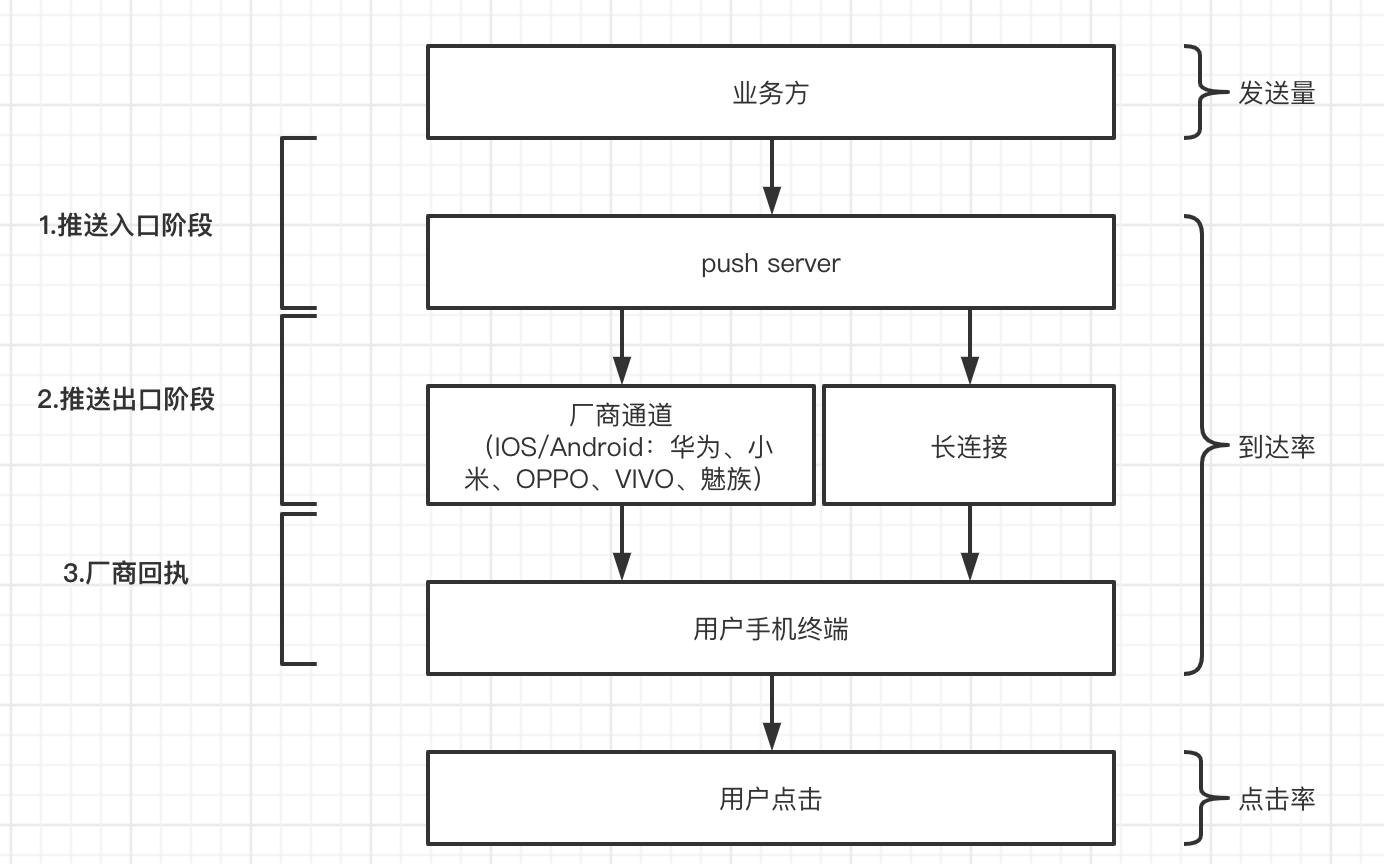 业务方
发送量
1.推送入口阶段
push server
2.推送出口阶段
厂商通道
（IOS/Android：华为、小
米、OPPO、VIVO、魅族）
长连接
到达率
3.厂商回执
用户手机终端
用户点击
点击率